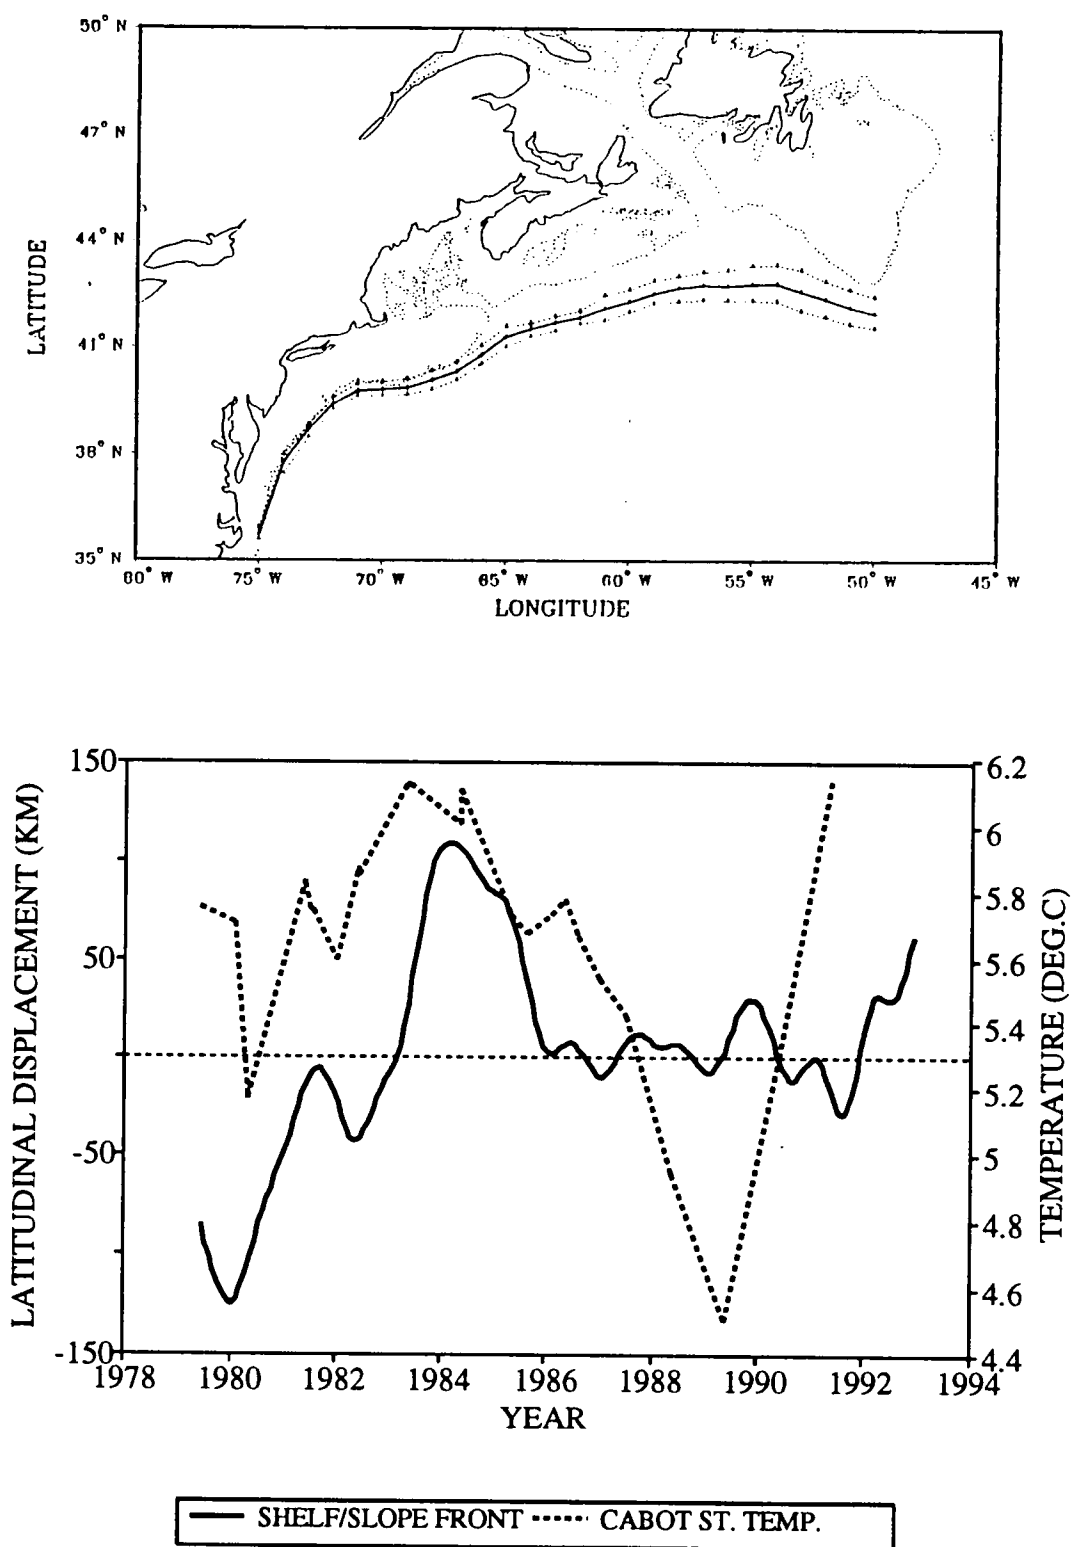 50° N
47° N
44° N
41° N
38° N
35° N
LATITUDE
80° W 75° W 70° W 65° W 60° W 55° W 50° W 45° W
LONGITUDE
150
50
-50
-150
LATITUDINAL DISPLACEMENT (KM)
6.2
6
5.8
5.6
5.4
5.2
5
4.8
4.6
4.4
TEMPERATURE (DEG.C)
1978 1980 1982 1984 1986 1988 1990 1992 1994
YEAR
SHELF/SLOPE FRONT CABOT ST. TEMP.